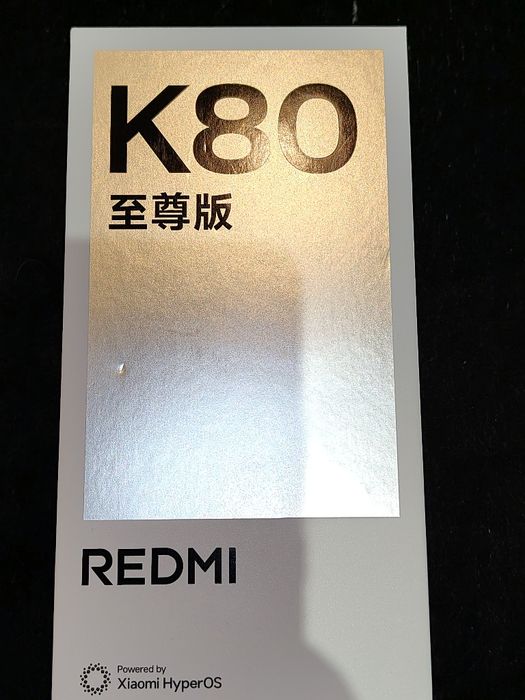 K80
至尊版
REDMI
Powered by
Xiaomi HyperOS